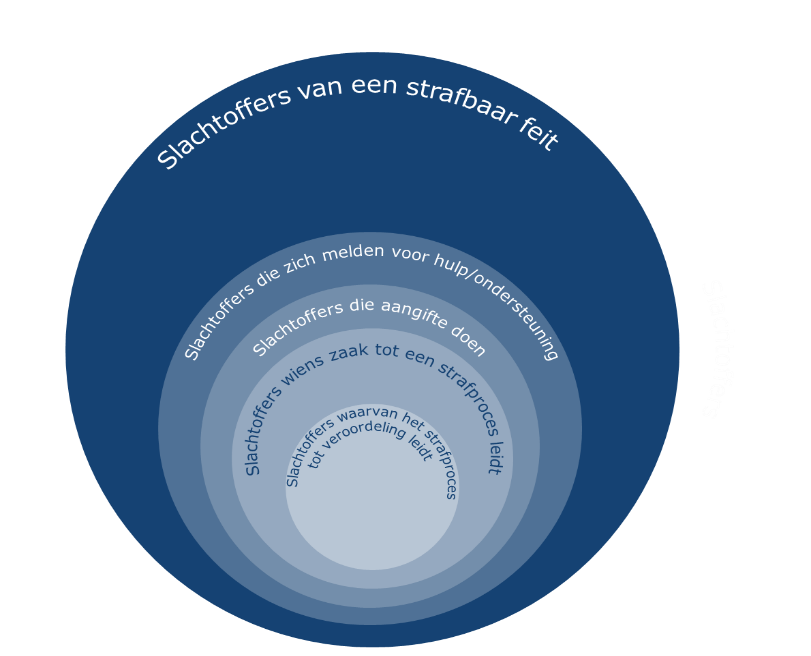 Slachtoffers van een strafbaar feit
Slachtoffers die zich melden voor hulp/ondersteuning
Slachtoffers die aangifte doen
Slachtoffers wiens zaak tot een strafproces leidt
Slachtoffers waarvan het strafproces
tot veroordeling leidt